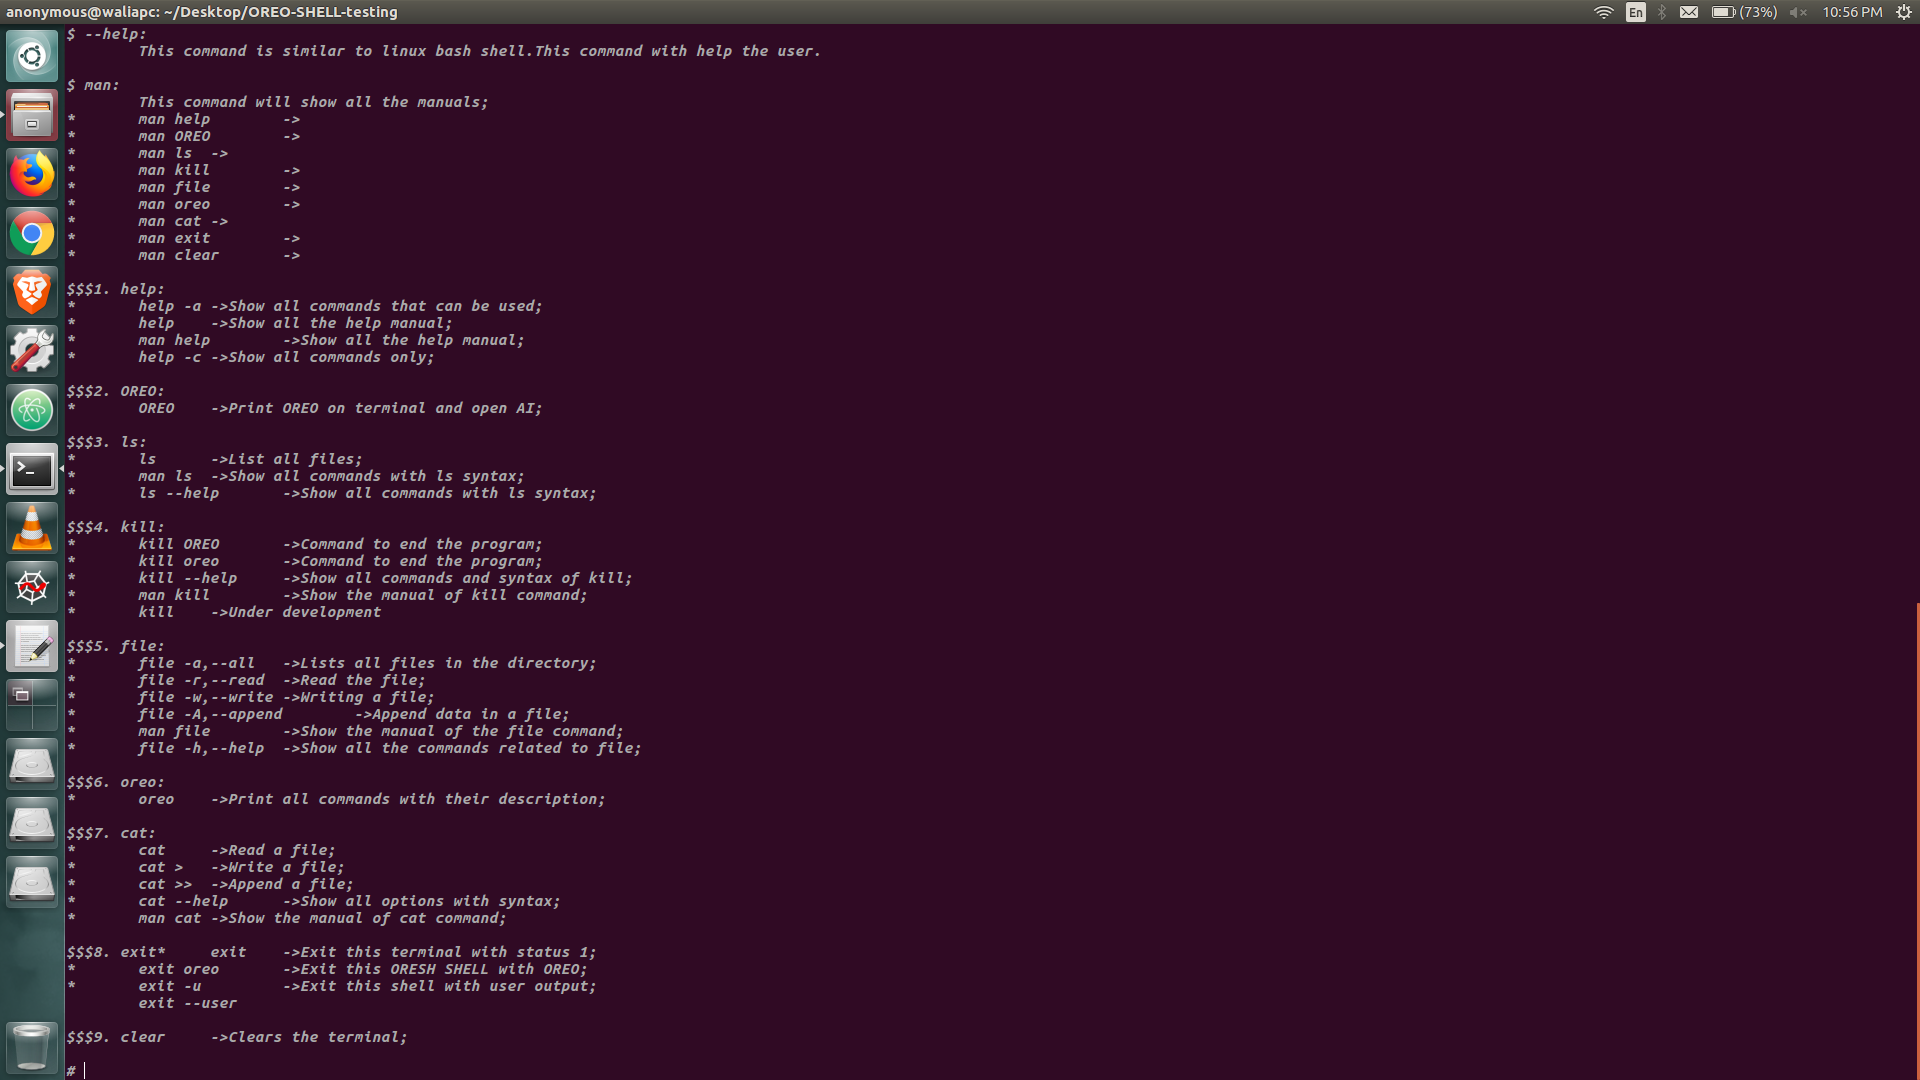 anonymous@waliapc: ~/Desktop/OREO-SHELL-testing En (73%) 10:56 PM
$ --help:
This command is similar to linux bash shell.This command with help the user.
$ man:
This command will show all the manuals;
* man help ->
* man OREO ->
* man ls ->
* man kill ->
* man file ->
* man oreo ->
* man cat ->
* man exit ->
* man clear ->
$$$1. help:
* help -a ->Show all commands that can be used;
* help ->Show all the help manual;
* man help ->Show all the help manual;
* help -c ->Show all commands only;
$$$2. OREO:
* OREO ->Print OREO on terminal and open AI;
$$$3. ls:
* ls ->List all files;
* man ls ->Show all commands with ls syntax;
* ls --help ->Show all commands with ls syntax;
$$$4. kill:
* kill OREO ->Command to end the program;
* kill oreo ->Command to end the program;
* kill --help ->Show all commands and syntax of kill;
* man kill ->Show the manual of kill command;
* kill ->Under development
$$$5. file:
* file -a,--all ->Lists all files in the directory;
* file -r,--read ->Read the file;
* file -w,--write ->Writing a file;
* file -A,--append ->Append data in a file;
* man file ->Show the manual of the file command;
* file -h,--help ->Show all the commands related to file;
$$$6. oreo:
* oreo ->Print all commands with their description;
$$$7. cat:
* cat ->Read a file;
* cat > ->Write a file;
* cat >> ->Append a file;
* cat --help ->Show all options with syntax;
* man cat ->Show the manual of cat command;
$$$8. exit* exit ->Exit this terminal with status 1;
* exit oreo ->Exit this ORESH SHELL with OREO;
* exit -u ->Exit this shell with user output;
exit --user
$$$9. clear ->Clears the terminal;
#